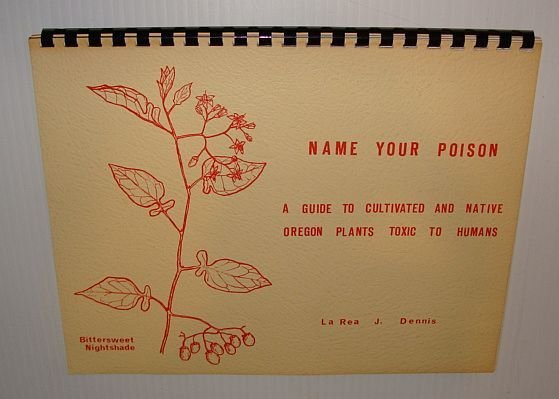 NAME YOUR POISON
A GUIDE TO CULTIVATED AND NATIVE
OREGON PLANTS TOXIC TO HUMANS
La Rea J. Dennis
Bittersweet
Nightshade